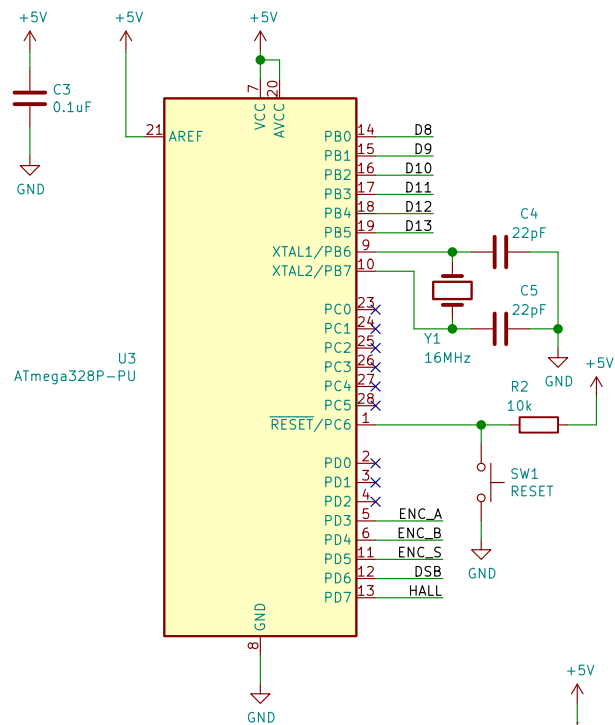 +5V
+5V
+5V
C3
0.1uF
GND
7
20
VCC
AVCC
21
AREF
PB0
14
D8
PB1
15
D9
PB2
16
D10
PB3
17
D11
PB4
18
D12
PB5
19
D13
XTAL1/PB6
9
XTAL2/PB7
10
C4
22pF
C5
22pF
Y1
16MHz
GND
PC0
23
PC1
24
PC2
25
PC3
26
PC4
27
PC5
28
RESET/PC6
1
U3
ATmega328P-PU
+5V
R2
10k
SW1
RESET
GND
PD0
2
PD1
3
PD2
4
PD3
5
ENC_A
PD4
6
ENC_B
PD5
11
ENC_S
PD6
12
DSB
PD7
13
HALL
GND
8
GND
+5V